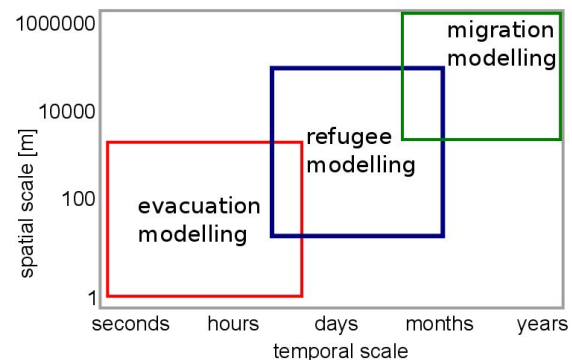 1000000
migration
modelling
10000
refugee
modelling
100
evacuation
modelling
1
spatial scale [m]
seconds hours days months years
temporal scale